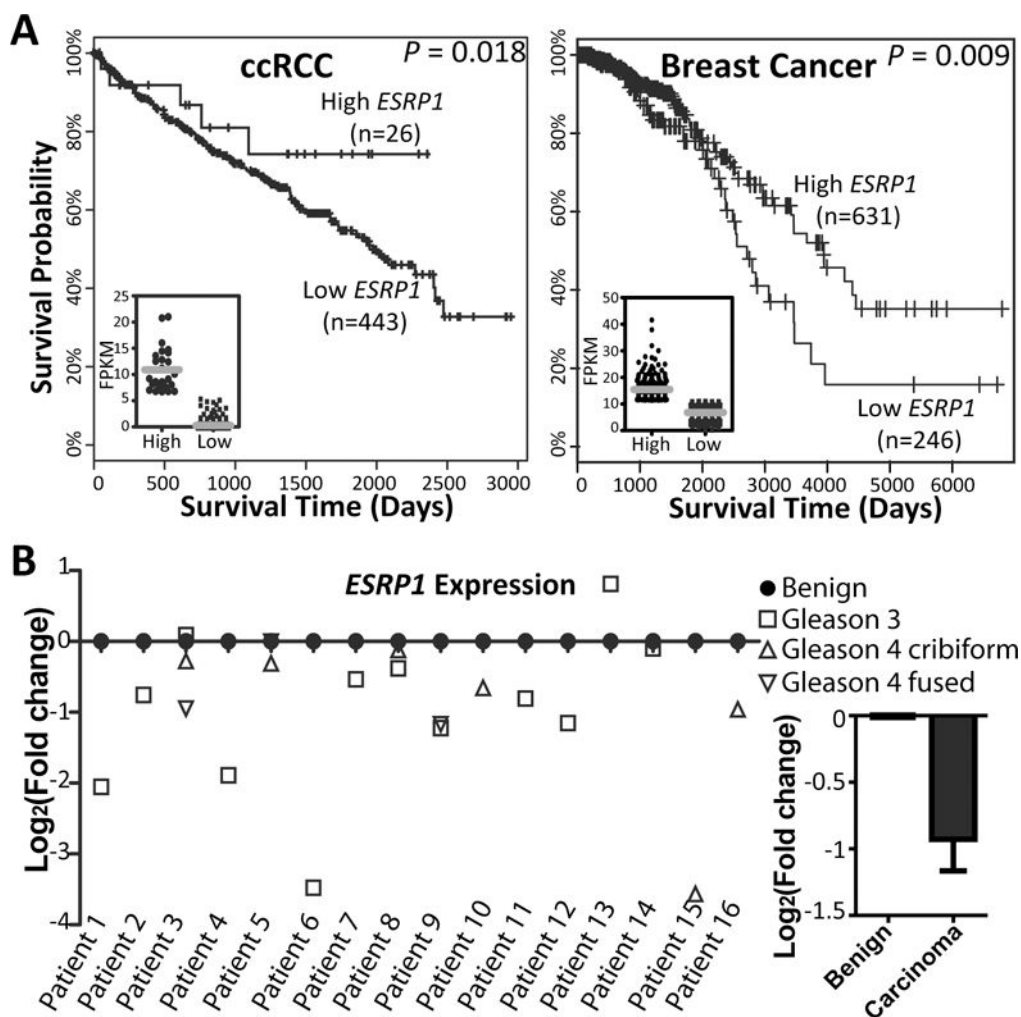 A
ccRCC
P = 0.018
High ESRP1
(n=26)
Low ESRP1
(n=443)
Survival Probability
100%
80%
60%
40%
20%
0%
FPKM
25
20
15
10
5
0
High Low
0 500 1000 1500 2000 2500 3000
Survival Time (Days)
Breast Cancer
P = 0.009
High ESRP1
(n=631)
Low ESRP1
(n=246)
100%
80%
60%
40%
20%
0%
FPKM
50
40
30
20
10
0
High Low
0 1000 2000 3000 4000 5000 6000
Survival Time (Days)
B
ESRP1 Expression
Log2(Fold change)
1
0
-1
-2
-3
-4
Patient 1
Patient 2
Patient 3
Patient 4
Patient 5
Patient 6
Patient 7
Patient 8
Patient 9
Patient 10
Patient 11
Patient 12
Patient 13
Patient 14
Patient 15
Patient 16
Benign
Gleason 3
Gleason 4 cribiform
Gleason 4 fused
Log2(Fold change)
0
-0.5
-1
-1.5
Benign
Carcinoma